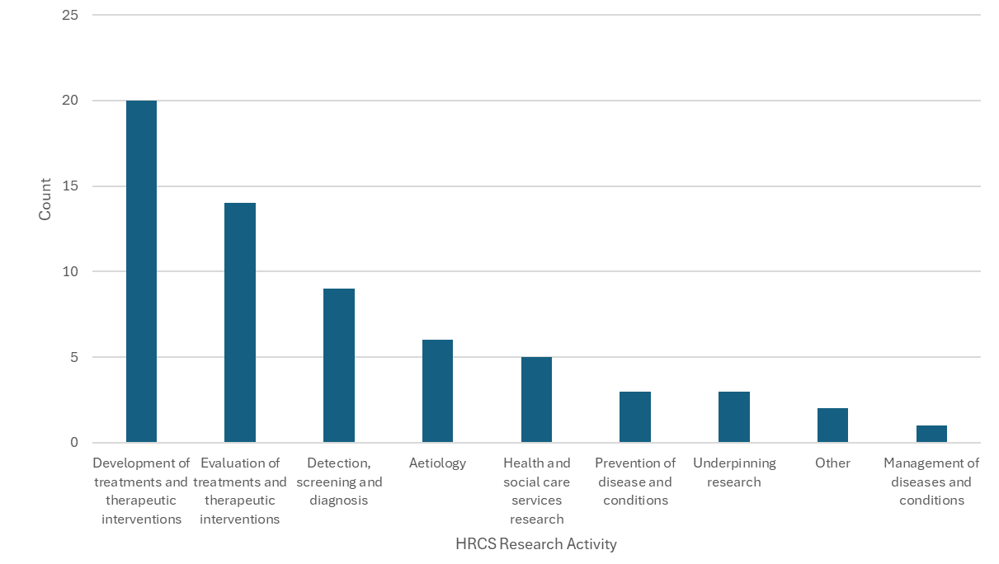 25
20
15
10
5
0
Count
Development of
treatments and
therapeutic
interventions
Evaluation of
treatments and
therapeutic
interventions
Detection,
screening and
diagnosis
Aetiology
Health and
social care
services
research
Prevention of
disease and
conditions
Underpinning
research
Other
Management of
diseases and
conditions
HRCS Research Activity